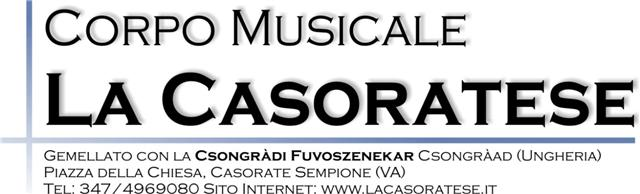 Corpo Musicale
La Casoratese
Gemellato con la Csongràdi Fuvoszenekar Csongràad (Ungheria)
Piazza della Chiesa, Casorate Sempione (VA)
Tel: 347/4969080 Sito Internet: www.lacasoratese.it